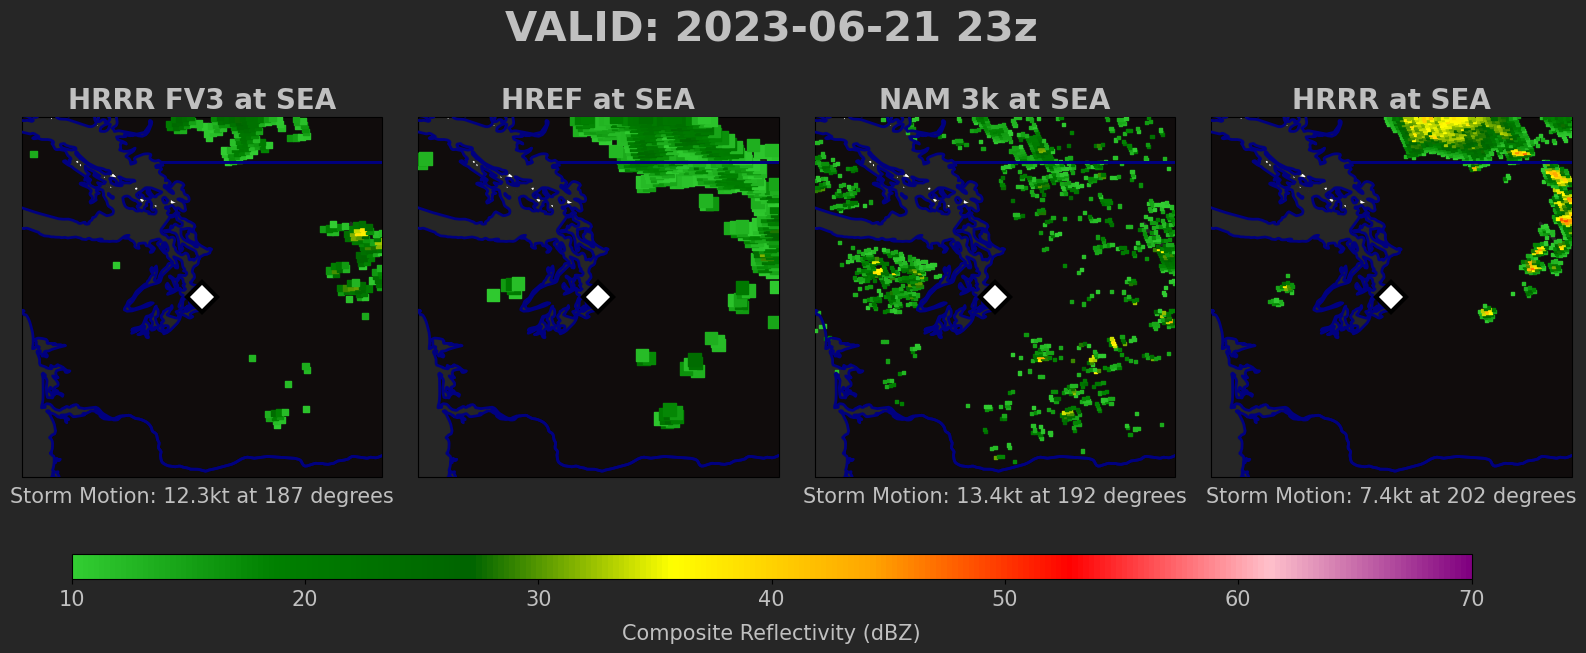 VALID: 2023-06-21 23z
HRRR FV3 at SEA
HREF at SEA
NAM 3k at SEA
HRRR at SEA
Storm Motion: 12.3kt at 187 degrees
Storm Motion: 13.4kt at 192 degrees
Storm Motion: 7.4kt at 202 degrees
10 20 30 40 50 60 70
Composite Reflectivity (dBZ)